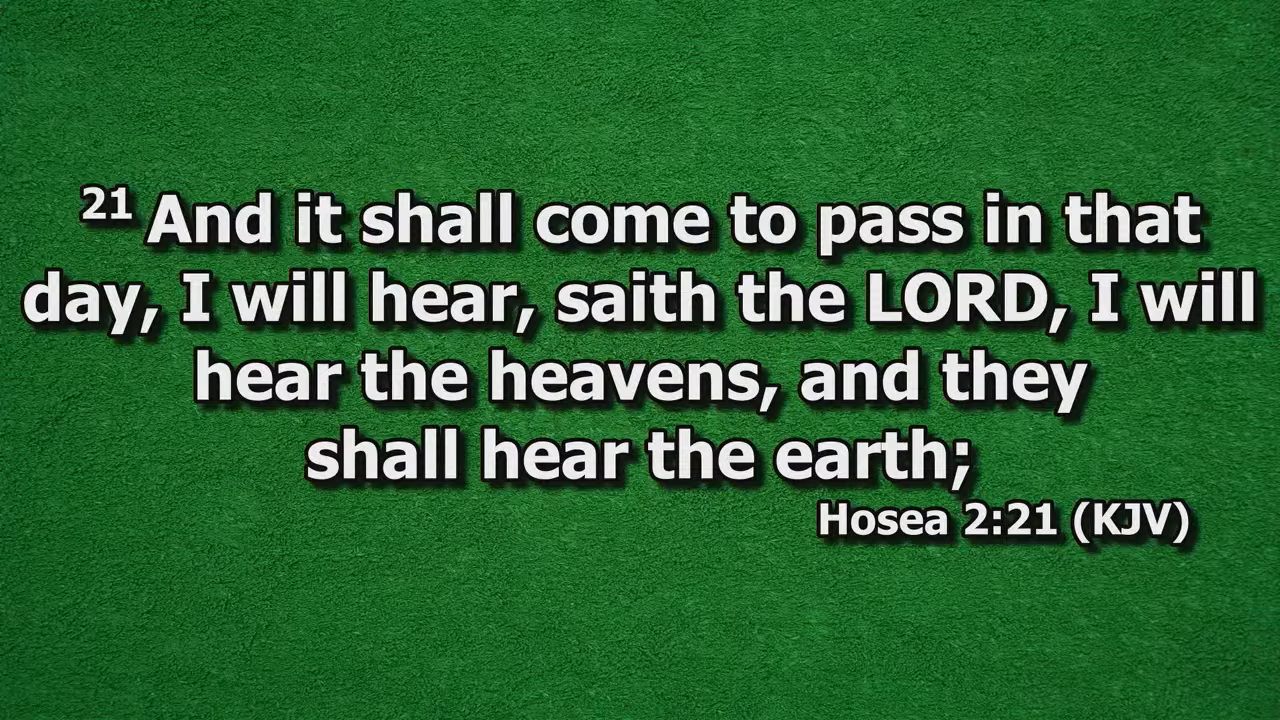 21 And it shall come to pass in that
day, I will hear, saith the LORD, I will
hear the heavens, and they
shall hear the earth;
Hosea 2:21 (KJV)